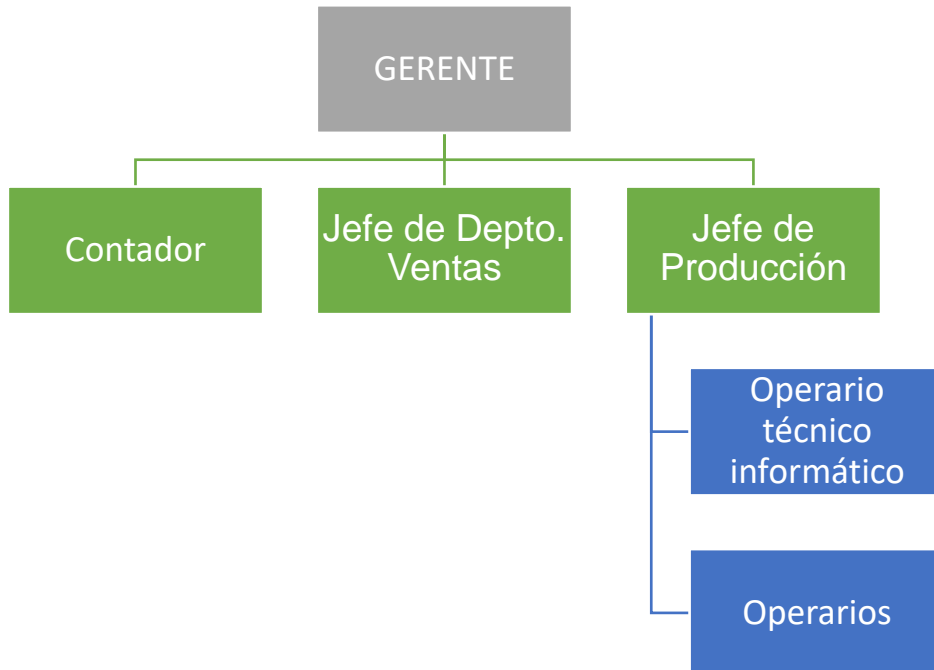 GERENTE
Contador
Jefe de Depto.
Ventas
Jefe de
Producción
Operario
técnico
informático
Operarios